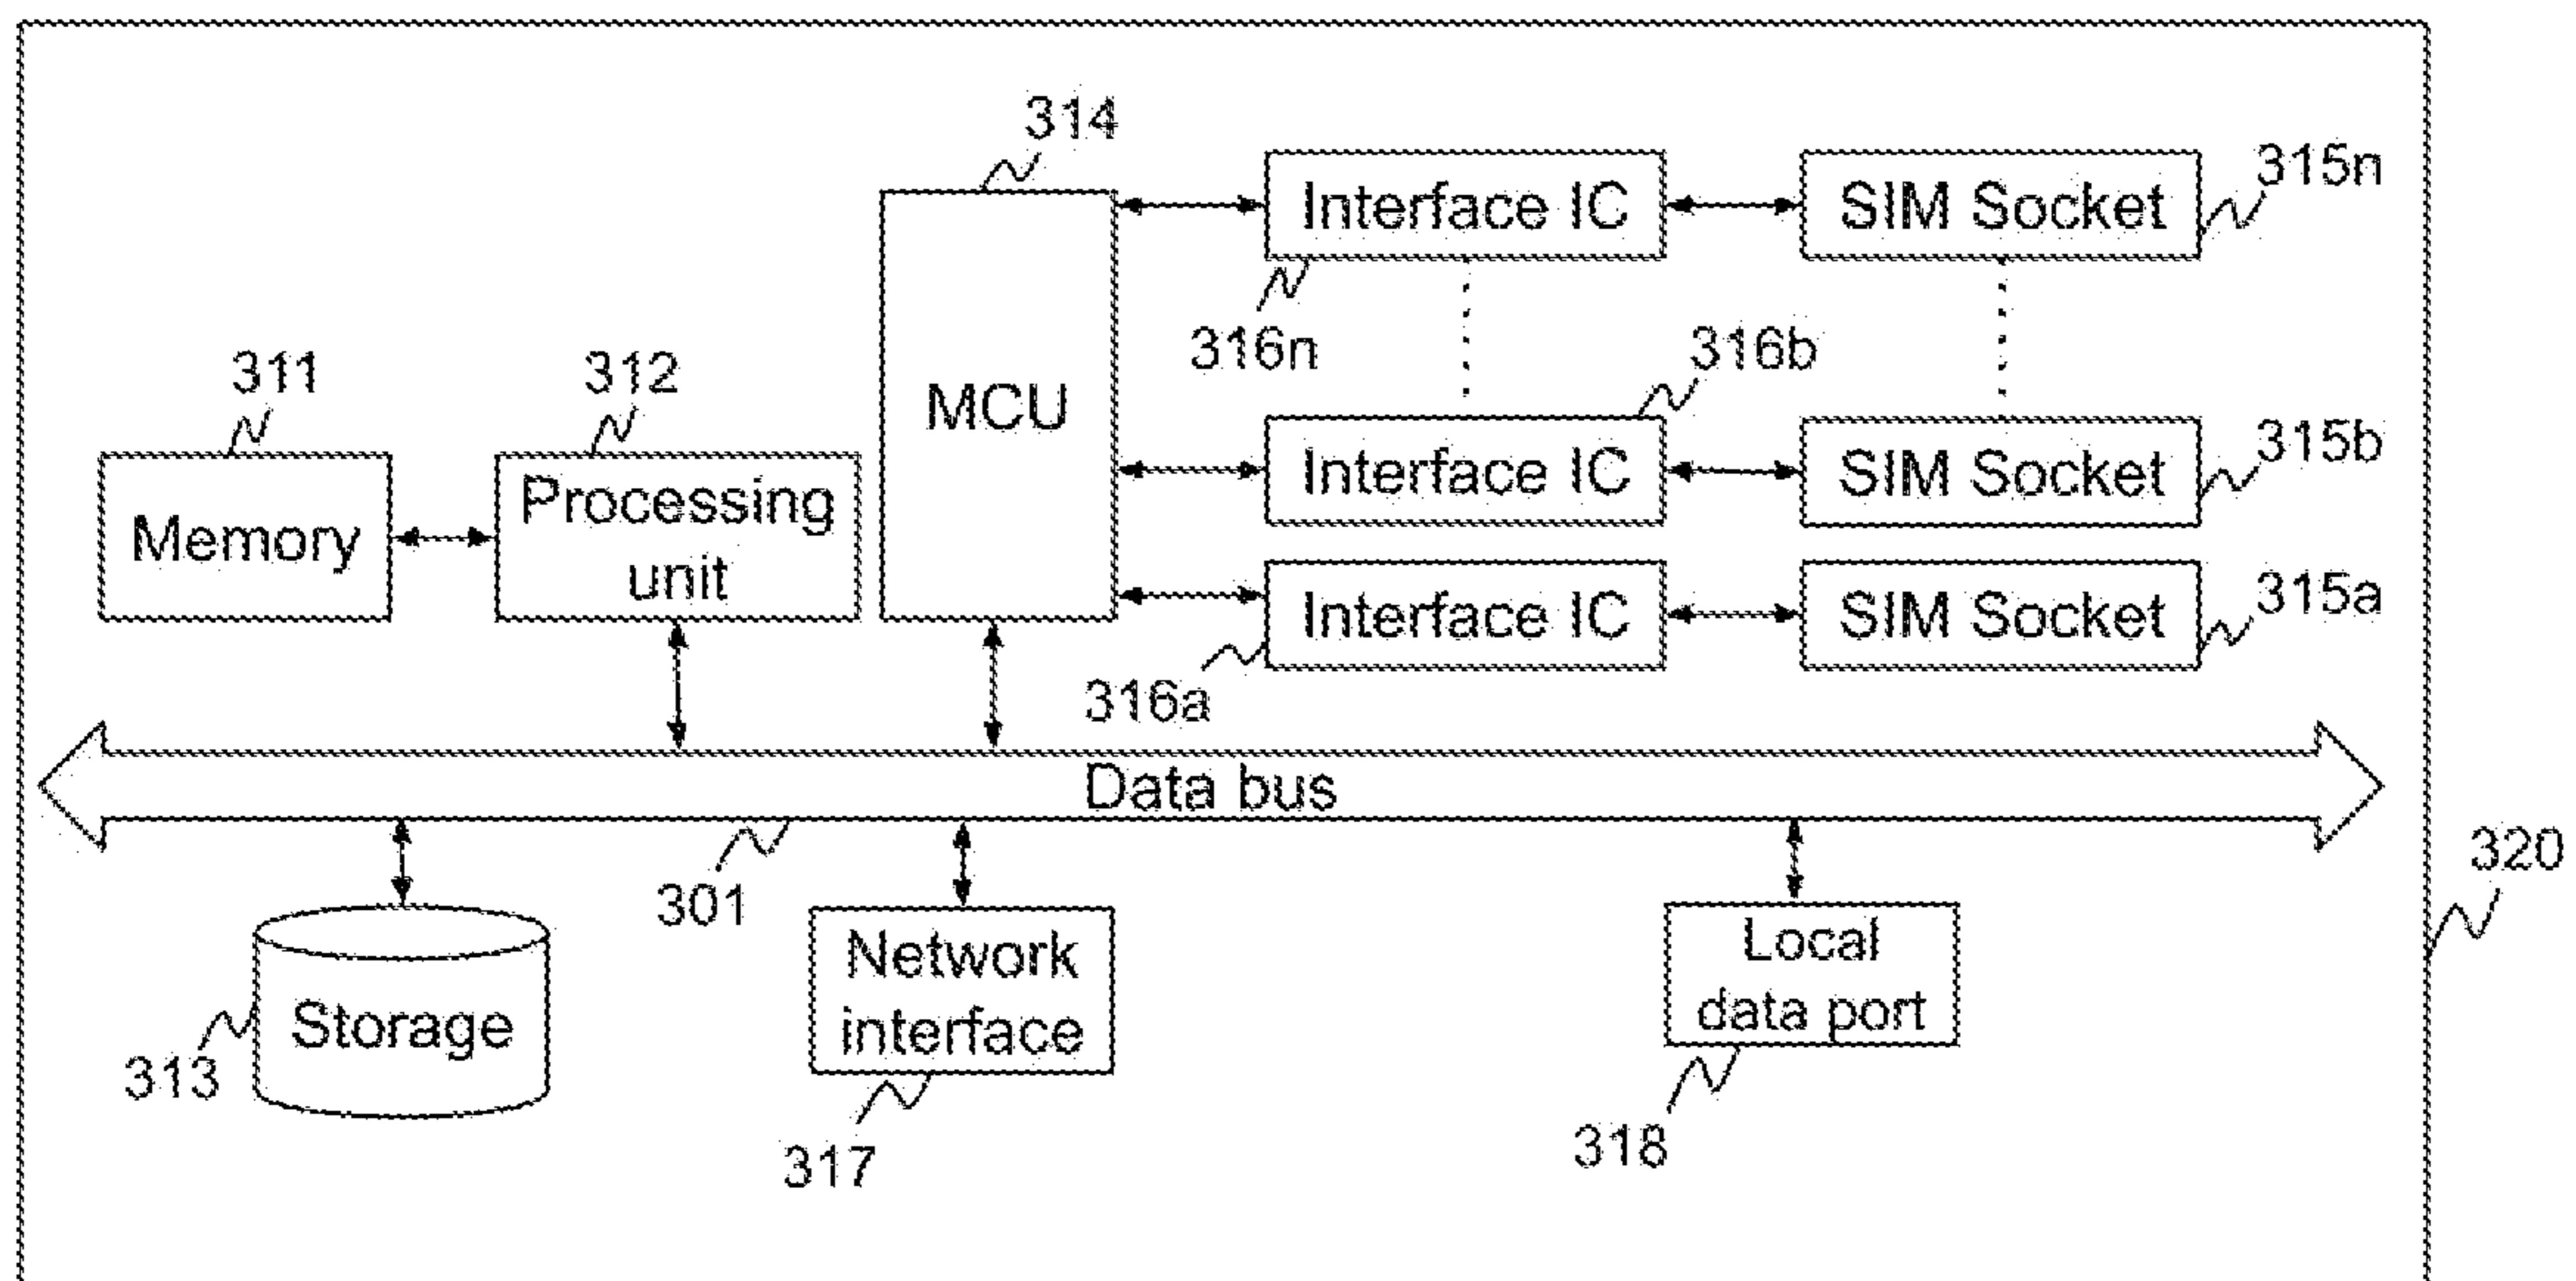 314
315n
Interface IC
SIM Socket
316n
316b
311
312
MCU
315b
Interface IC
SIM Socket
Memory
Processing
unit
315a
Interface IC
SIM Socket
316a
Data bus
301
320
Storage
Network
interface
Local
data port
313
317
318